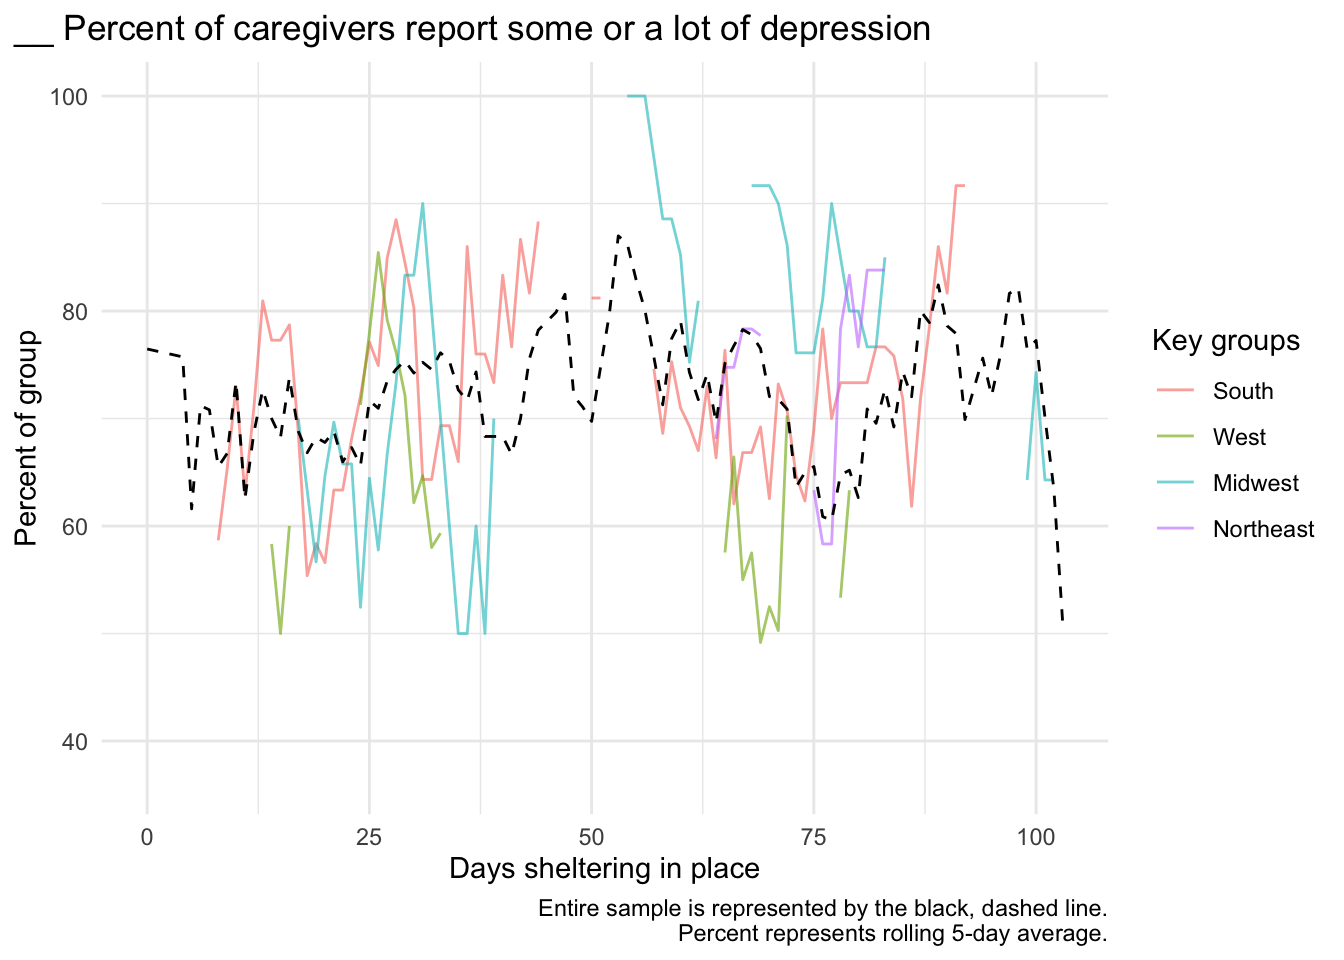 __ Percent of caregivers report some or a lot of depression
100
80
60
40
Percent of group
0 25 50 75 100
Days sheltering in place
Key groups
South
West
Midwest
Northeast
Entire sample is represented by the black, dashed line.
Percent represents rolling 5-day average.